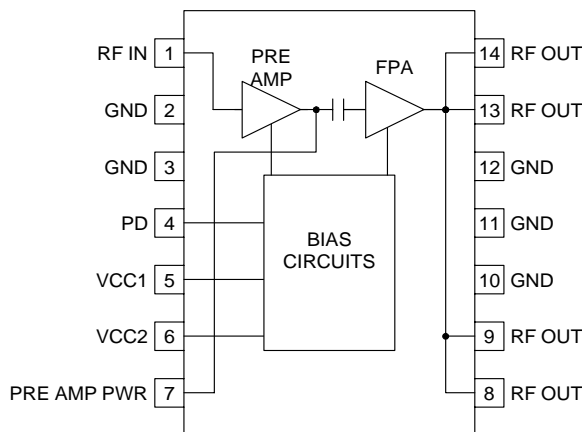 RF IN 1
GND 2
GND 3
PD 4
VCC1 5
VCC2 6
PRE AMP PWR 7
PRE
AMP
FPA
BIAS
CIRCUITS
14 RF OUT
13 RF OUT
12 GND
11 GND
10 GND
9 RF OUT
8 RF OUT